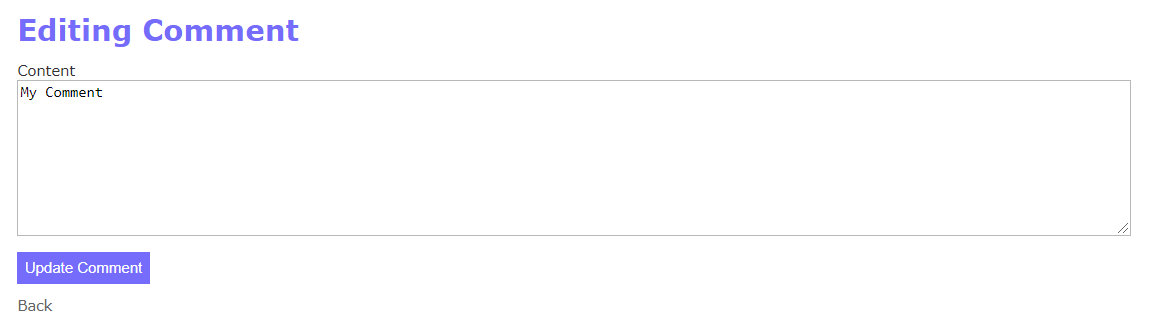 Editing Comment
Content
My Comment
Update Comment
Back